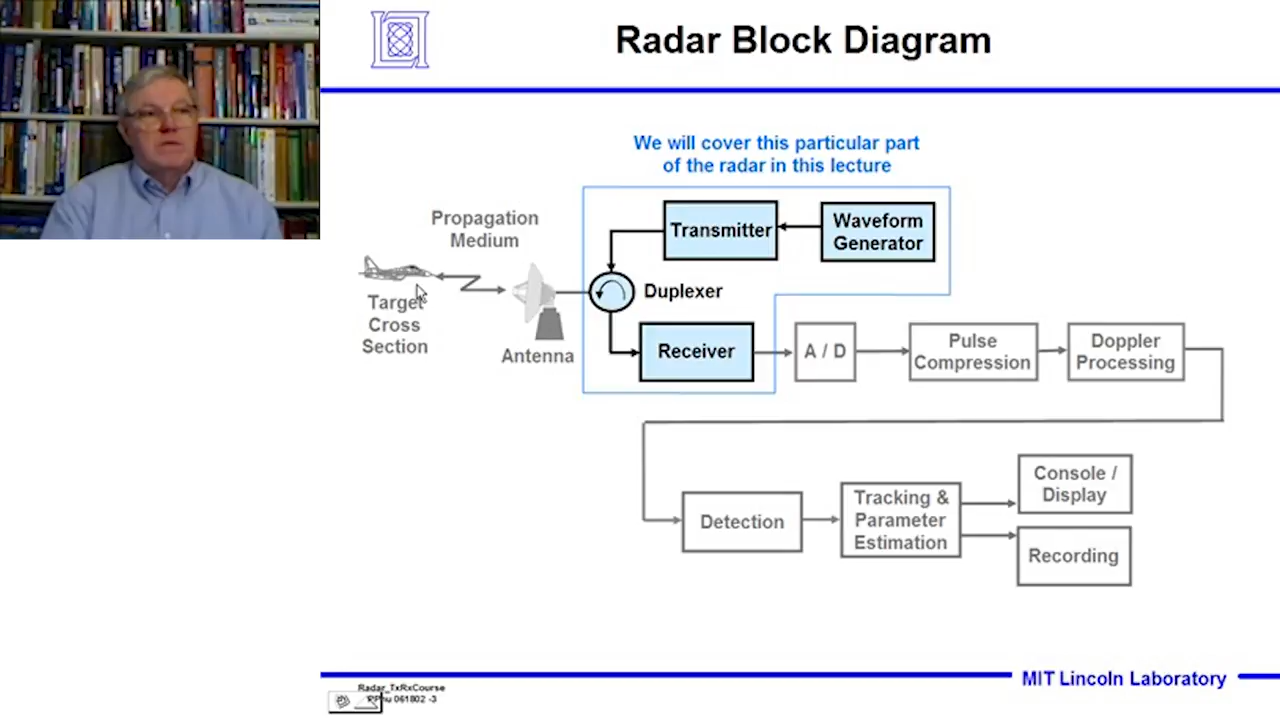 Radar Block Diagram
We will cover this particular part
of the radar in this lecture
Propagation
Medium
Transmitter
Waveform
Generator
Target
Cross
Section
Antenna
Duplexer
Receiver
A / D
Pulse
Compression
Doppler
Processing
Detection
Tracking &
Parameter
Estimation
Console /
Display
Recording
MIT Lincoln Laboratory
Radar_TxRxCourse
061802 -3